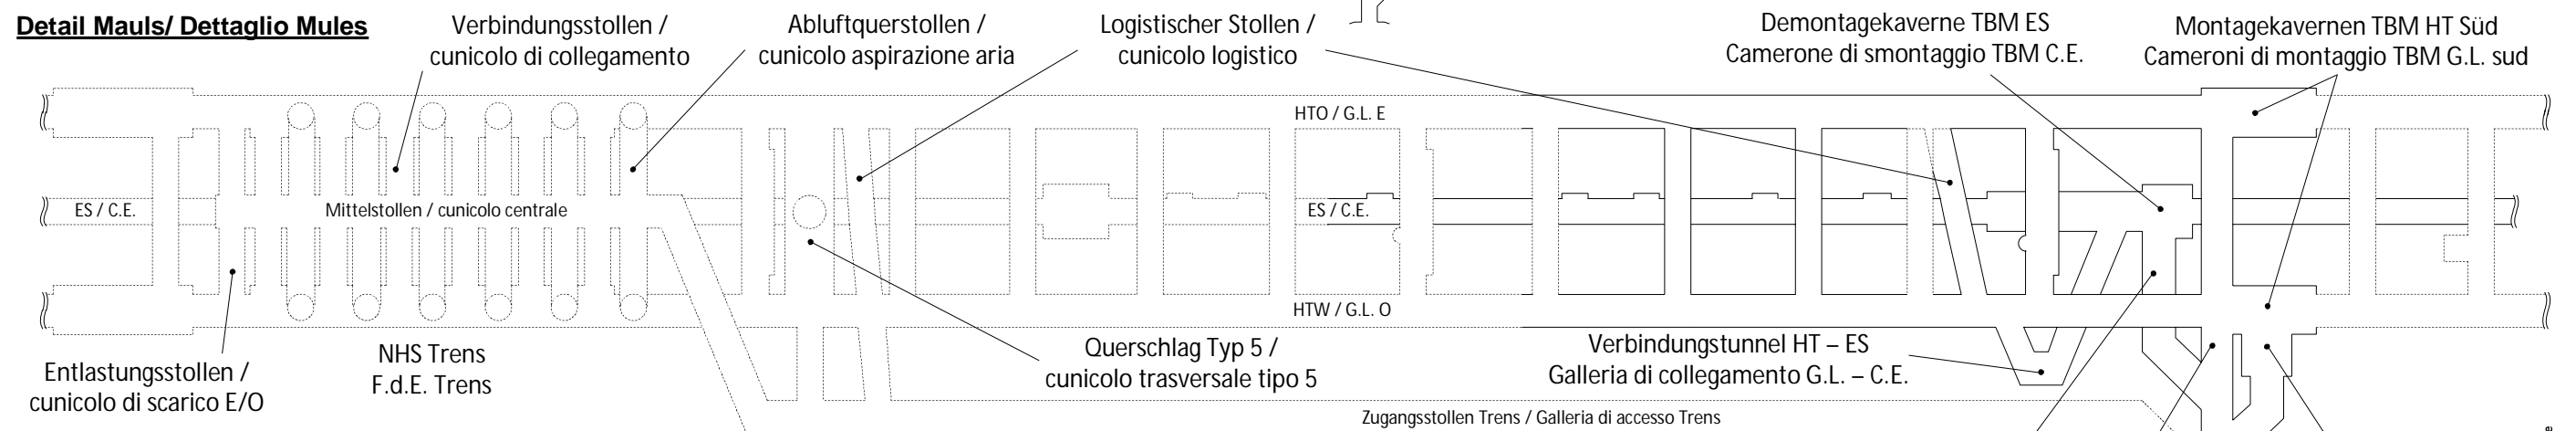 Detail Mauls/ Dettaglio Mules
Verbindungsstollen /
cunicolo di collegamento
Abluftquerstollen /
cunicolo aspirazione aria
Logistischer Stollen /
cunicolo logistico
Demontagekaverne TBM ES
Camerone di smontaggio TBM C.E.
Montagekavernen TBM HT Süd
Cameroni di montaggio TBM G.L. sud
HTO / G.L. E
ES / C.E.
Mittelstollen / cunicolo centrale
ES / C.E.
HTW / G.L. O
Entlastungsstollen /
cunicolo di scarico E/O
NHS Trens
F.d.E. Trens
Querschlag Typ 5 /
cunicolo trasversale tipo 5
Verbindungstunnel HT – ES
Galleria di collegamento G.L. – C.E.
Zugangsstollen Trens / Galleria di accesso Trens